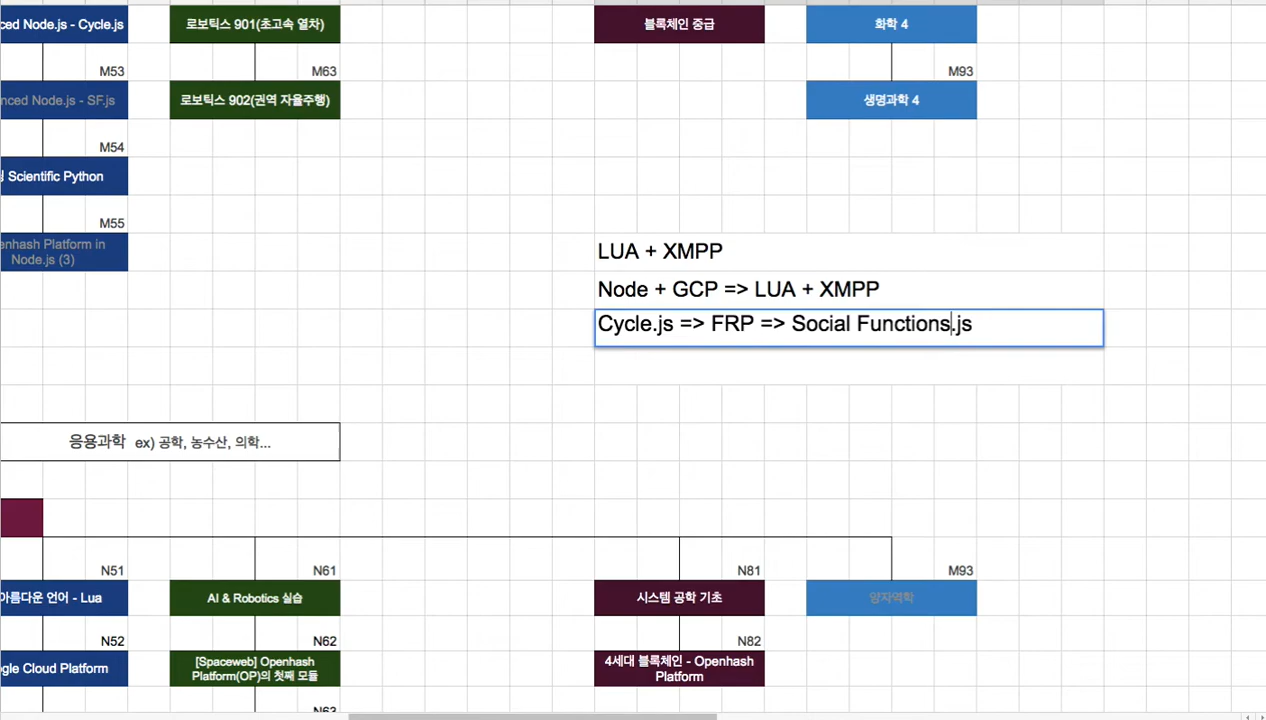 ced Node.js - Cycle.js
로보틱스 901(초고속 열차)
블록체인 중급
화학 4
M53
M63
M93
nced Node.js - SF.js
로보틱스 902(권역 자율주행)
생명과학 4
M54
Scientific Python
M55
enhash Platform in
Node.js (3)
LUA + XMPP
Node + GCP => LUA + XMPP
Cycle.js => FRP => Social Functions.js
응용과학 ex) 공학, 농수산, 의학...
N51
N61
N81
M93
아름다운 언어 - Lua
AI & Robotics 실습
시스템 공학 기초
양자역학
N52
N62
N82
gle Cloud Platform
[Spaceweb] Openhash
Platform(OP)의 첫째 모듈
4세대 블록체인 - Openhash
Platform
N63